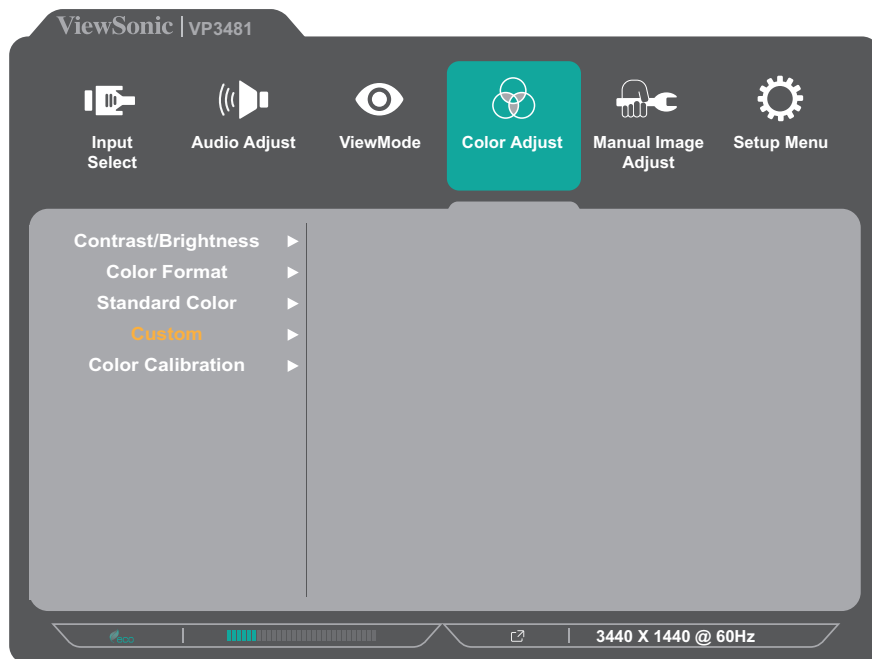 ViewSonic | VP3481
Input Select
Audio Adjust
ViewMode
Color Adjust
Manual Image Adjust
Setup Menu
Contrast/Brightness
Color Format
Standard Color
Custom
Color Calibration
eco
3440 X 1440 @ 60Hz